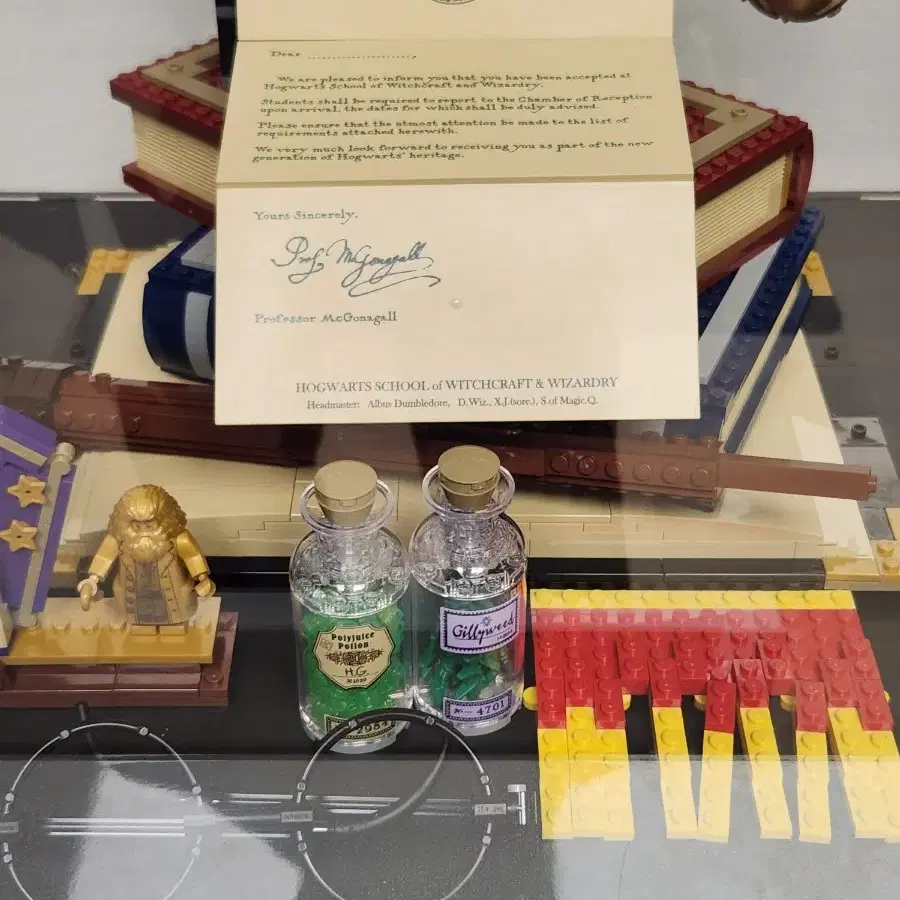 Dear ........................,
We are pleased to inform you that you have been accepted at
Hogwarts School of Witchcraft and Wizardry.
Students shall be required to report to the Chamber of Reception
upon arrival, the dates for which shall be duly advised.
Please ensure that the utmost attention be made to the list of
requirements attached herewith.
We very much look forward to receiving you as part of the new
generation of Hogwarts' heritage.
Yours Sincerely,
Prof. McGonagall
Professor McGonagall
HOGWARTS SCHOOL of WITCHCRAFT & WIZARDRY
Headmaster: Albus Dumbledore, D.Wiz., X.J.(sorc.), S.of Magic.Q.
Polyjuice
Potion
H.G.
Gillyweed
No 4701